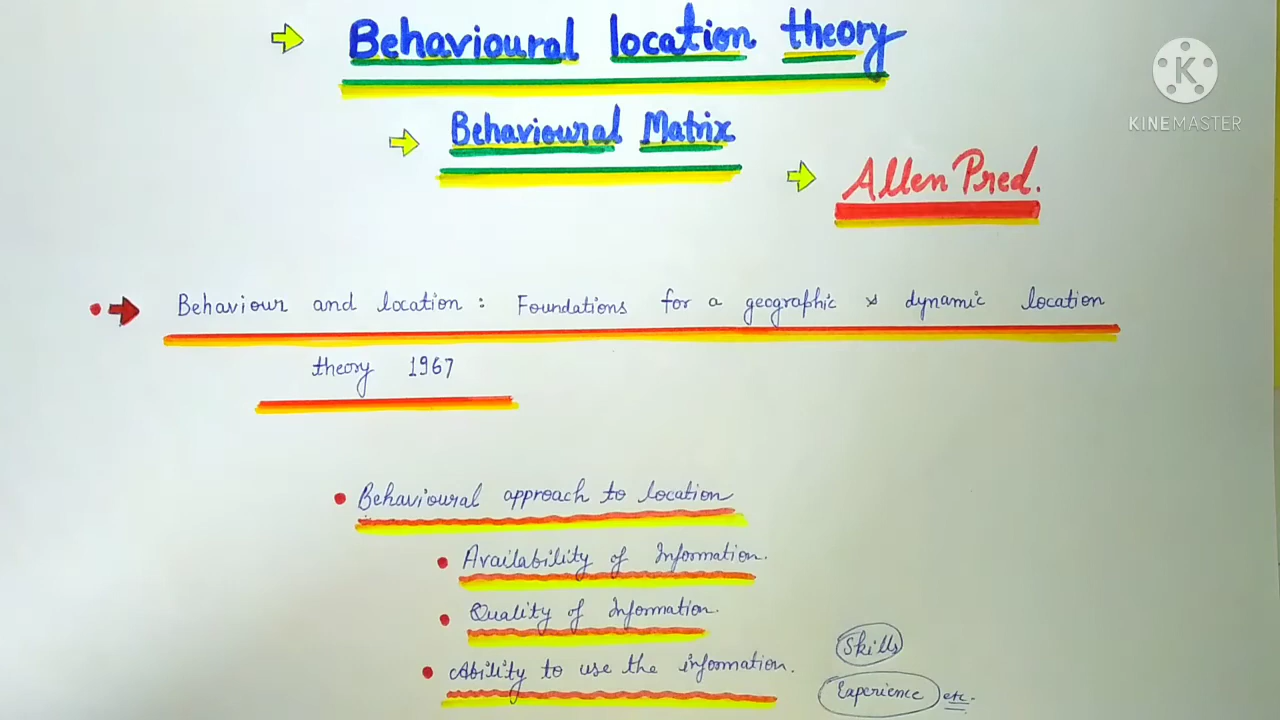 Behavioural location theory
KINEMASTER
Behavioural Matrix
Allen Pred.
Behaviour and location : Foundations for a geographic & dynamic location
theory 1967
Behavioural approach to location
Availability of Information.
Quality of Information.
Ability to use the information.
Skills
Experience etc.